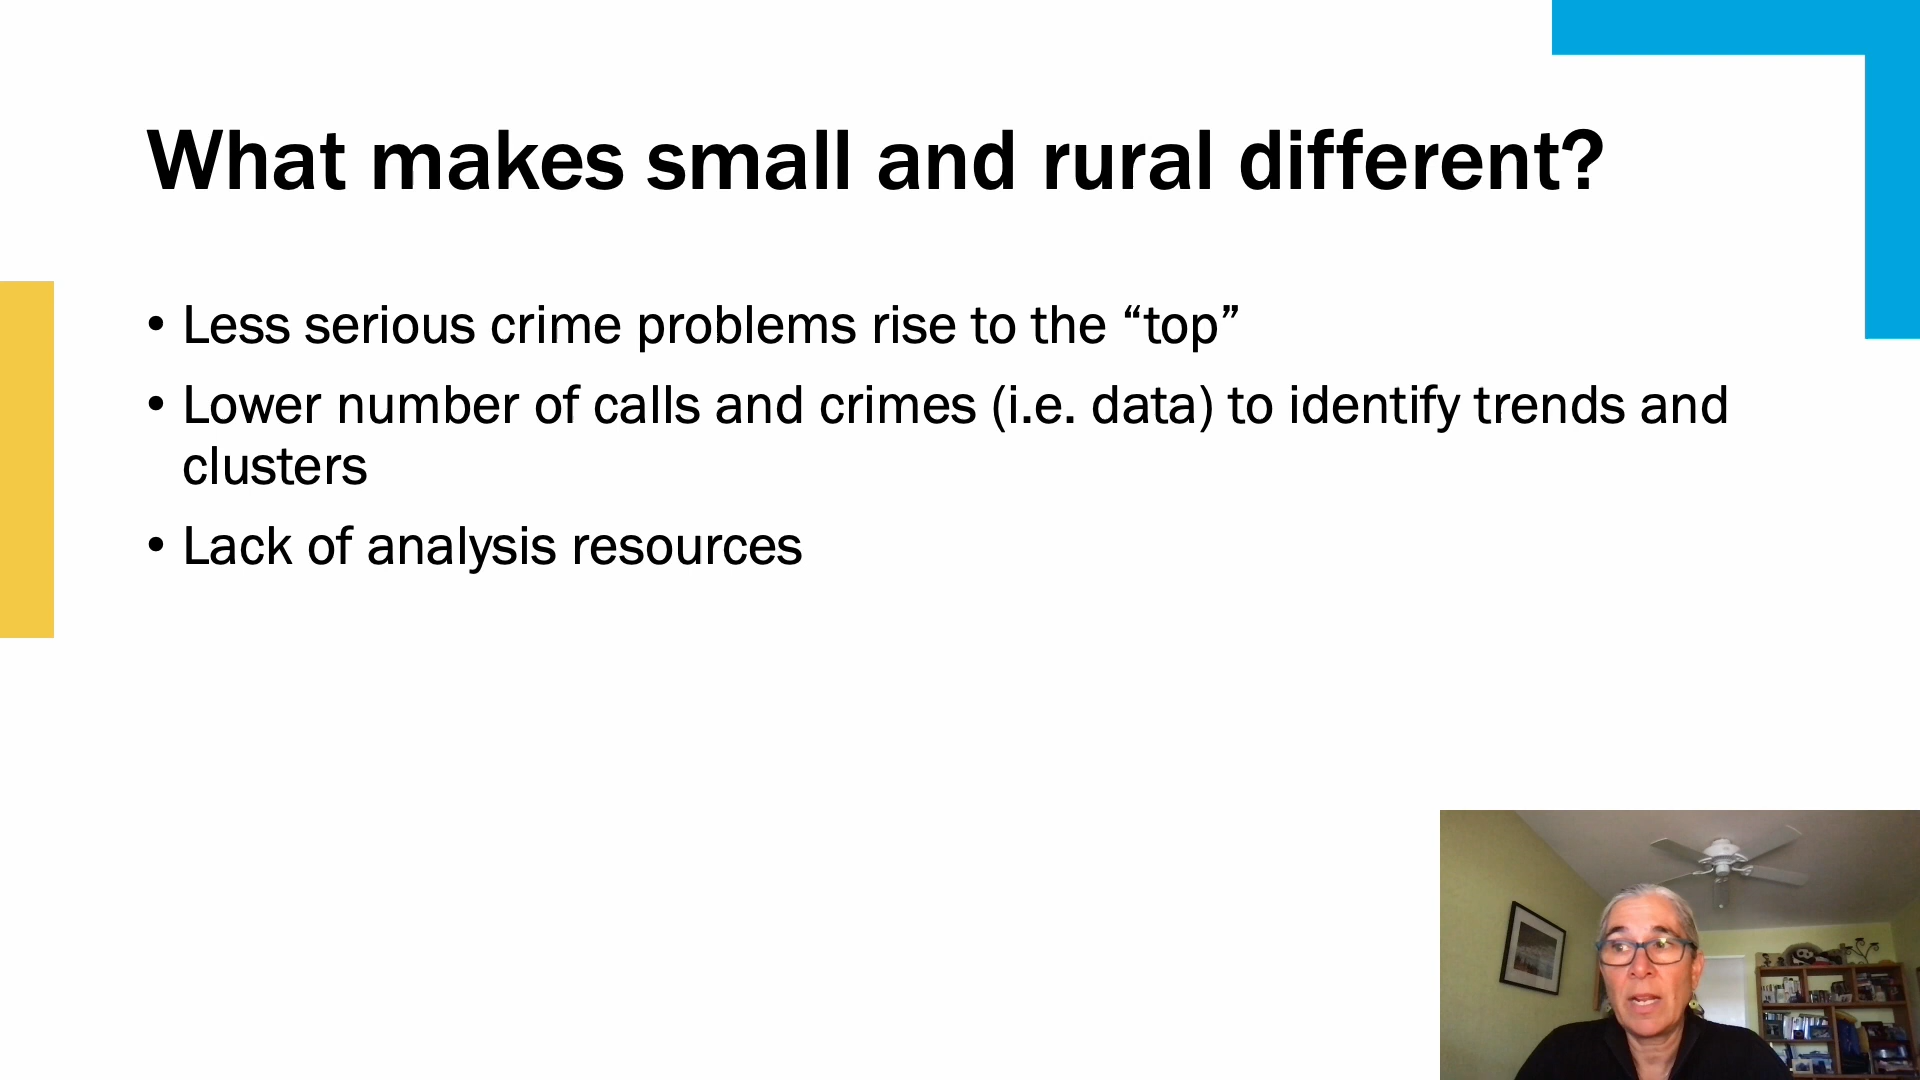 What makes small and rural different?
• Less serious crime problems rise to the “top”
• Lower number of calls and crimes (i.e. data) to identify trends and
clusters
• Lack of analysis resources